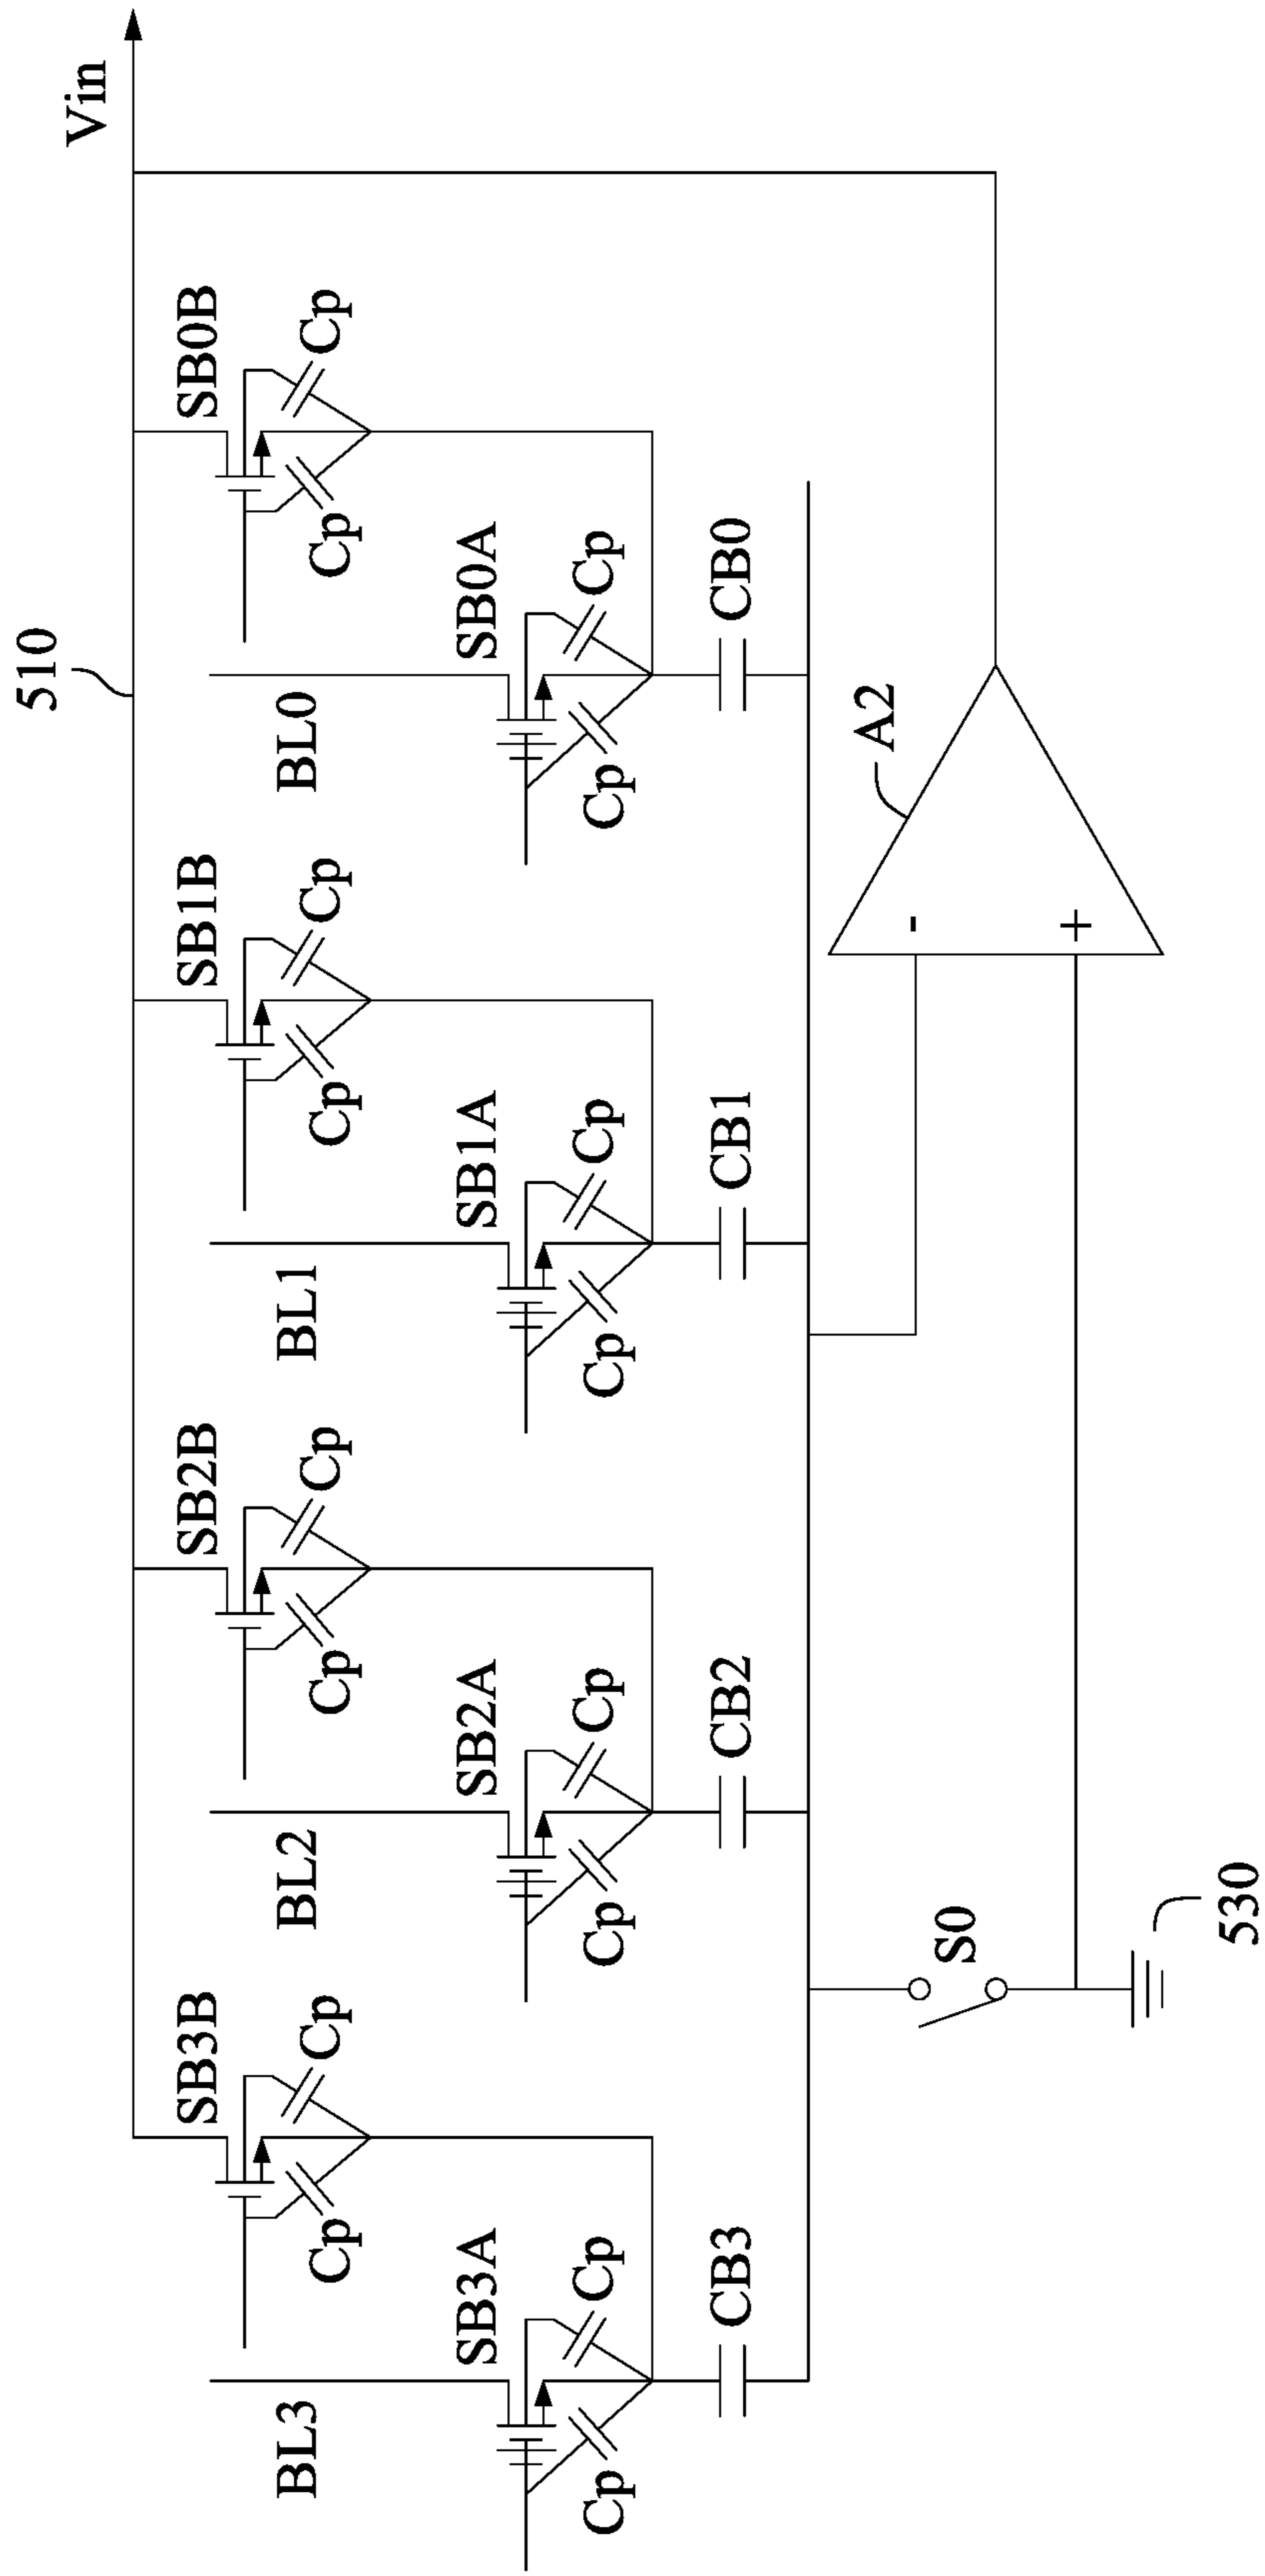 510
Vin
SB3B
SB2B
SB1B
SB0B
Cp
Cp
Cp
Cp
Cp
Cp
Cp
Cp
BL3
BL2
BL1
BL0
SB3A
SB2A
SB1A
SB0A
Cp
Cp
Cp
Cp
Cp
Cp
Cp
Cp
CB3
CB2
CB1
CB0
S0
A2
-
+
530